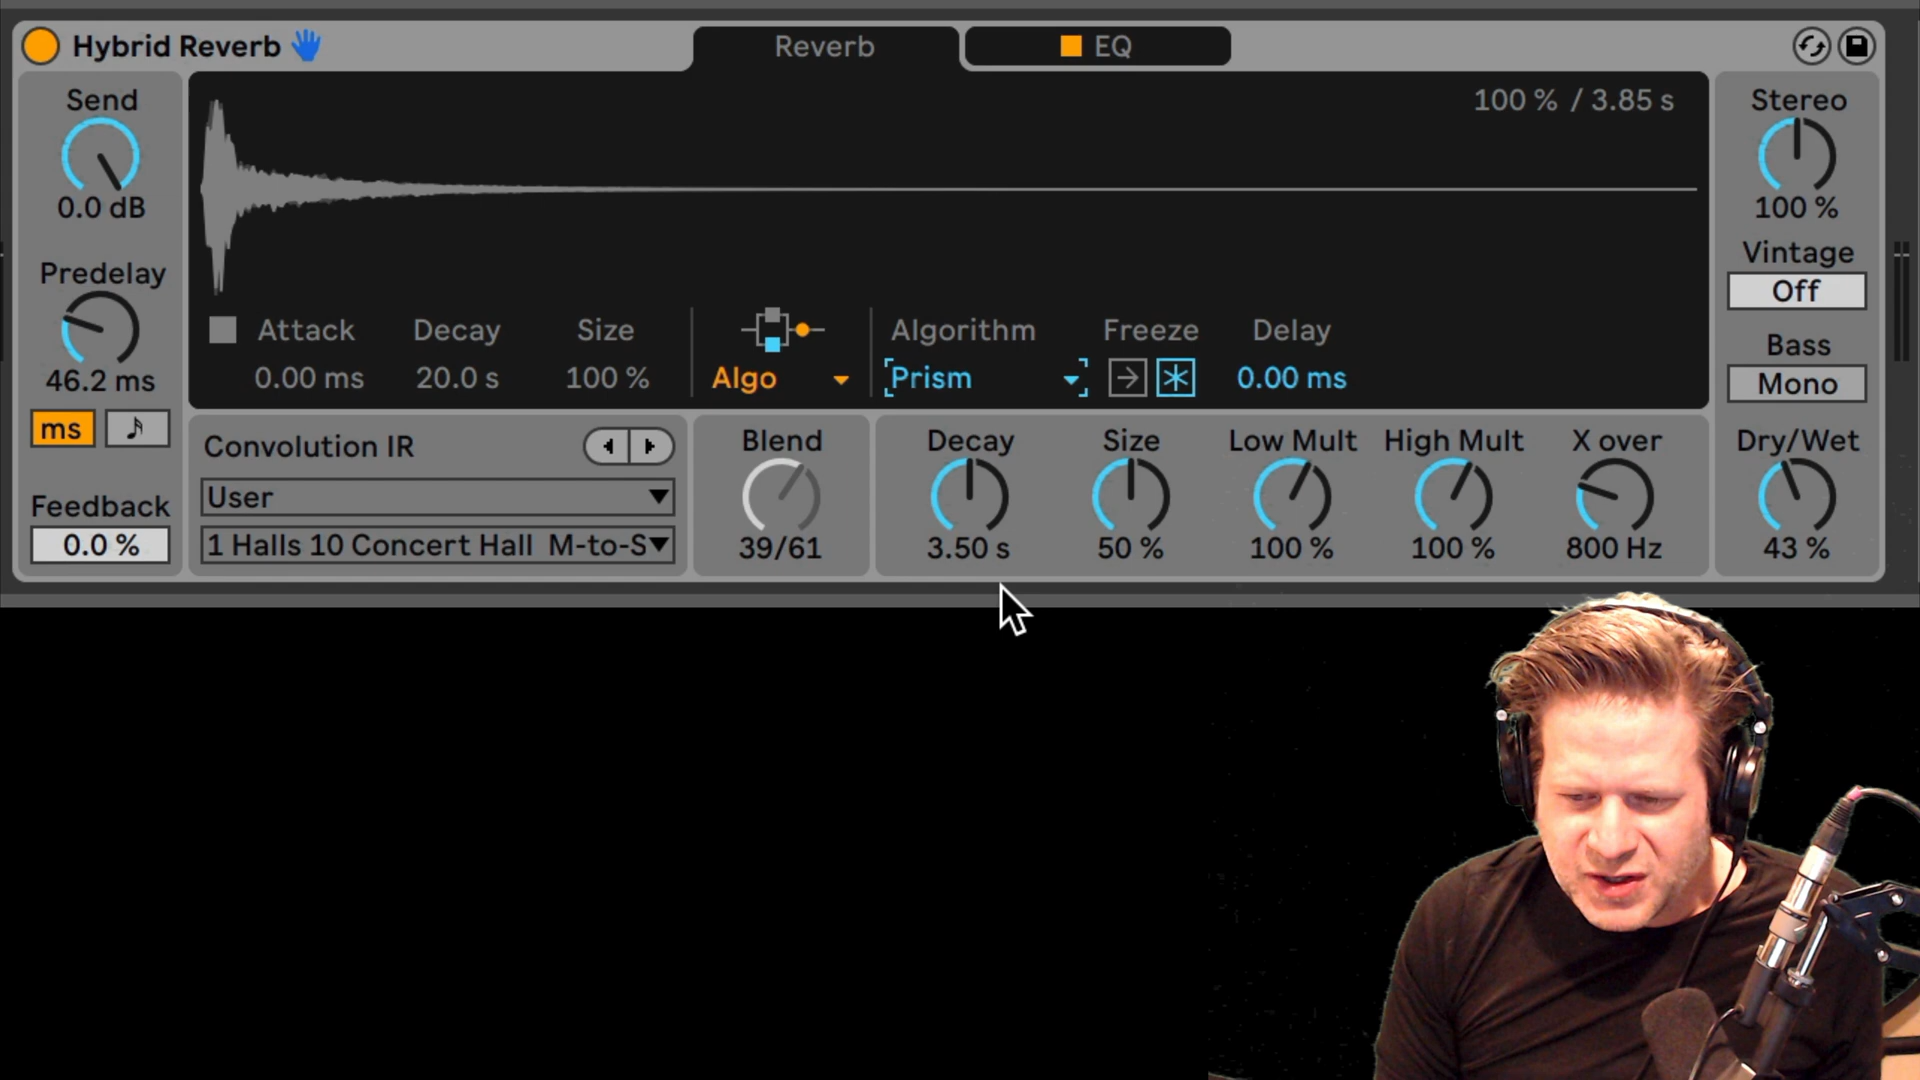 Hybrid Reverb
Reverb
EQ
Send
0.0 dB
Predelay
46.2 ms
ms
Feedback
0.0 %
100 % / 3.85 s
Attack
0.00 ms
Decay
20.0 s
Size
100 %
Algo
Algorithm
Prism
Freeze
Delay
0.00 ms
Convolution IR
User
1 Halls 10 Concert Hall M-to-S
Blend
39/61
Decay
3.50 s
Size
50 %
Low Mult
100 %
High Mult
100 %
X over
800 Hz
Stereo
100 %
Vintage
Off
Bass
Mono
Dry/Wet
43 %